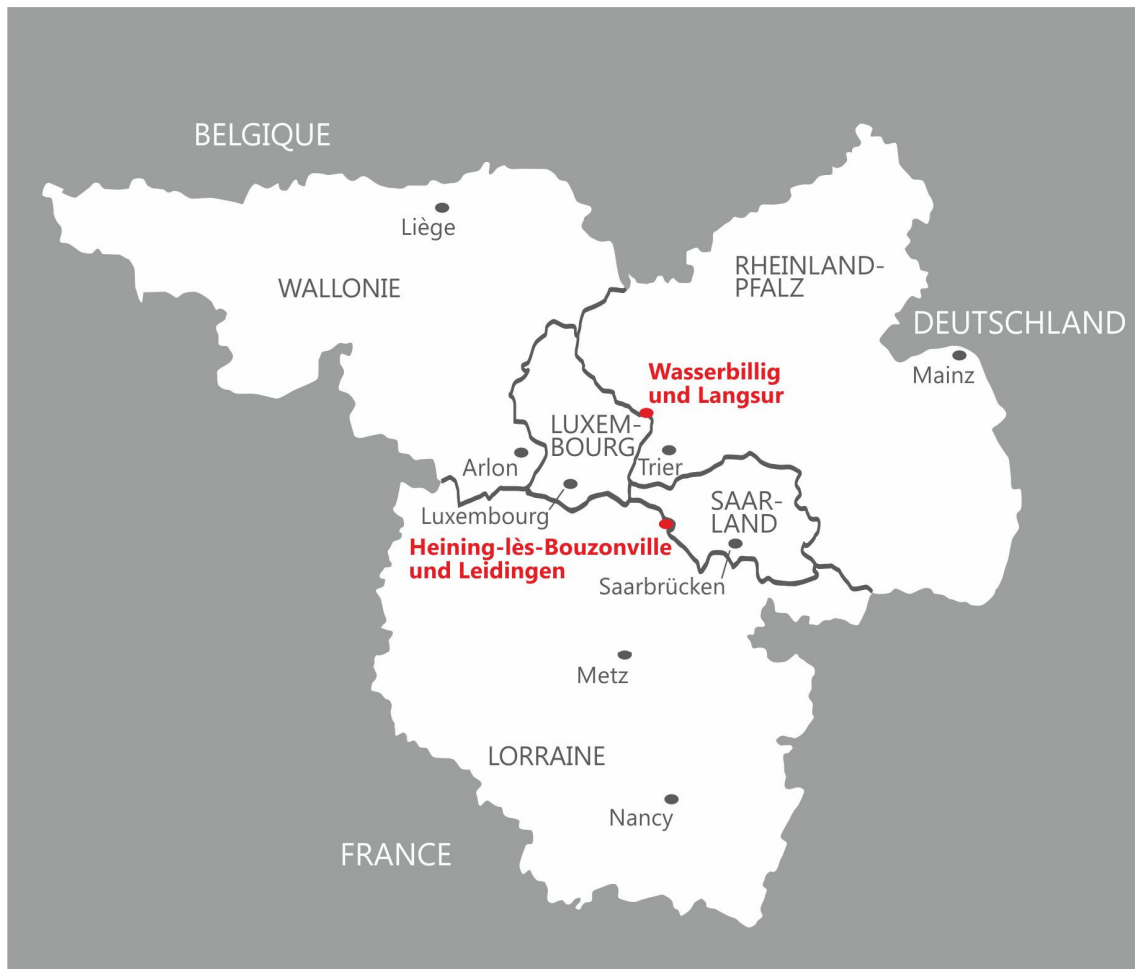 BELGIQUE
Liège
WALLONIE
RHEINLAND-
PFALZ
DEUTSCHLAND
Mainz
Wasserbillig
und Langsur
LUXEM-
BOURG
Trier
Arlon
Luxembourg
SAAR-
LAND
Heining-lès-Bouzonville
und Leidingen
Saarbrücken
Metz
LORRAINE
Nancy
FRANCE